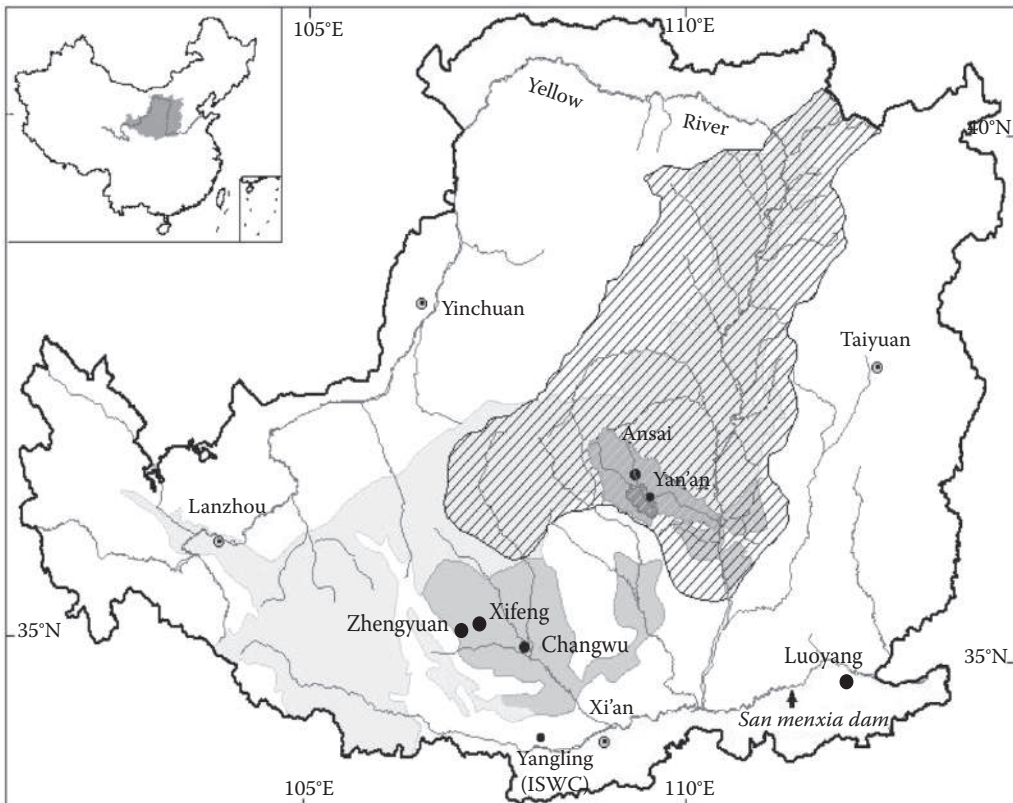 105°E
110°E
Yellow
River
40°N
Yinchuan
Taiyuan
Ansai
Yan'an
Lanzhou
Xifeng
Zhengyuan
35°N
Changwu
35°N
Luoyang
Xi'an
San menxia dam
Yangling
(ISWC)
105°E
110°E